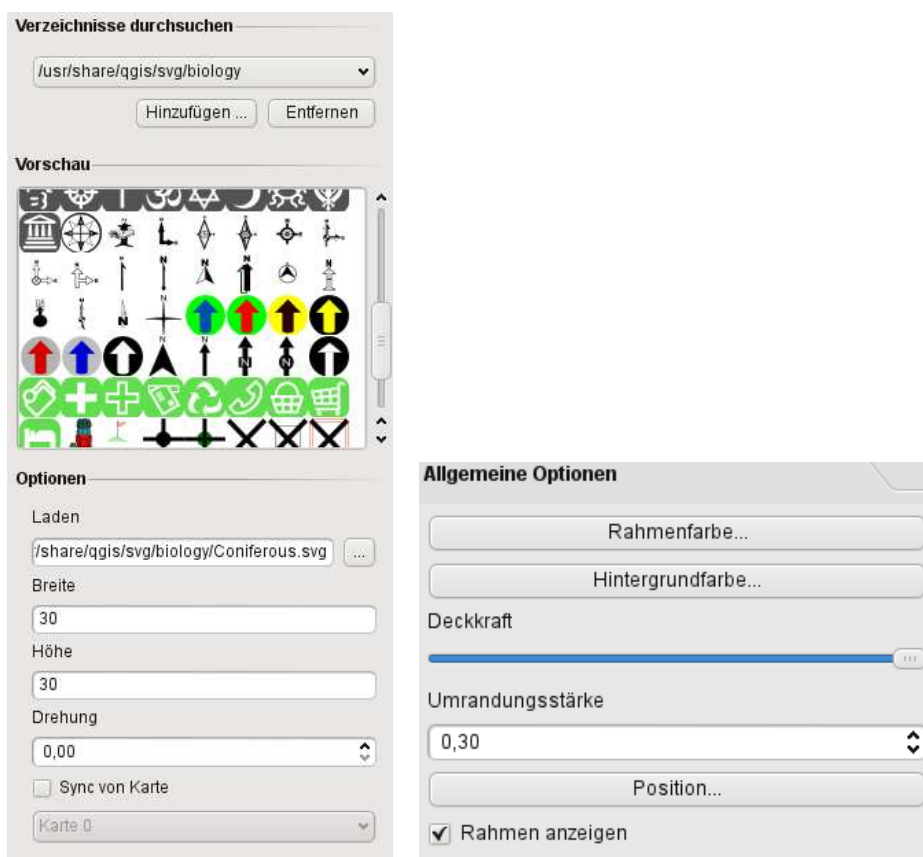 Verzeichnisse durchsuchen
/usr/share/qgis/svg/biology
Hinzufügen ...
Entfernen
Vorschau
Optionen
Laden
/share/qgis/svg/biology/Coniferous.svg
...
Breite
30
Höhe
30
Drehung
0,00
Sync von Karte
Karte 0
Allgemeine Optionen
Rahmenfarbe...
Hintergrundfarbe...
Deckkraft
Umrandungsstärke
0,30
Position...
Rahmen anzeigen